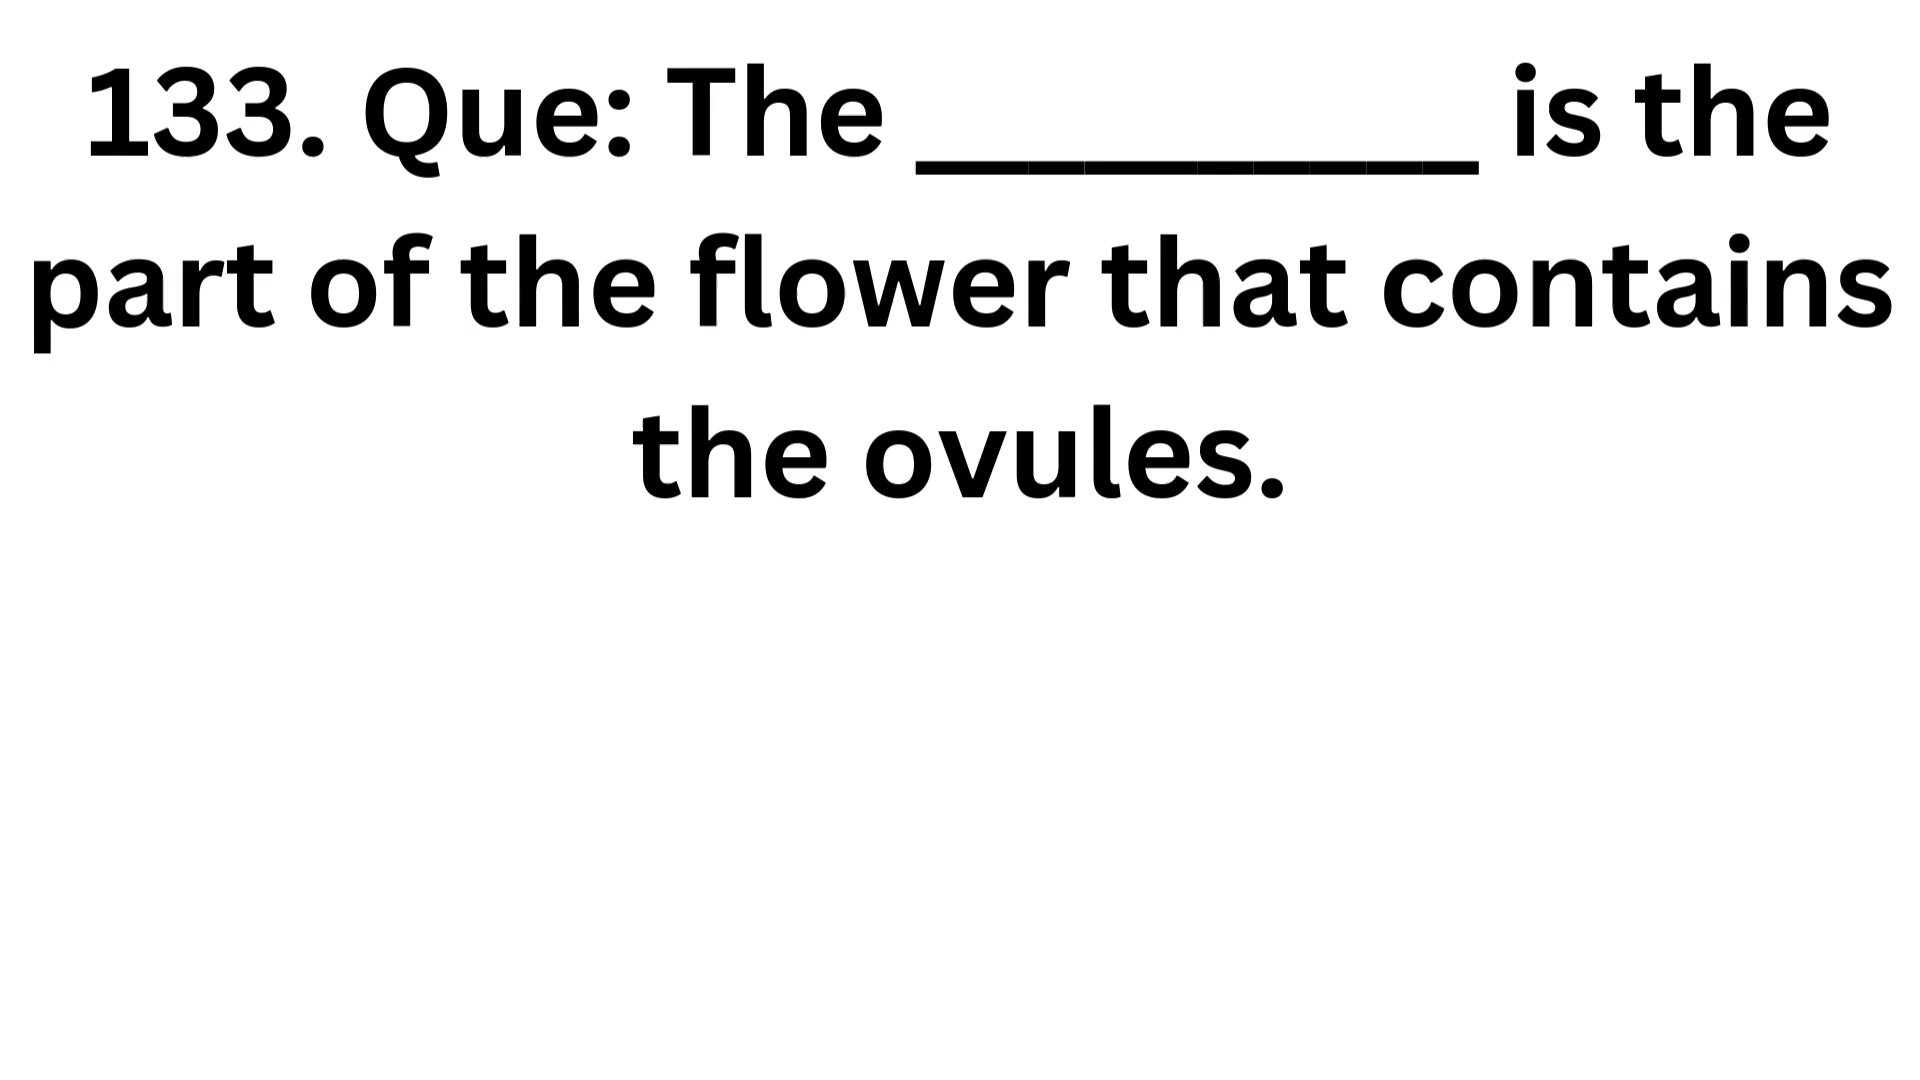 133. Que: The __________ is the
part of the flower that contains
the ovules.